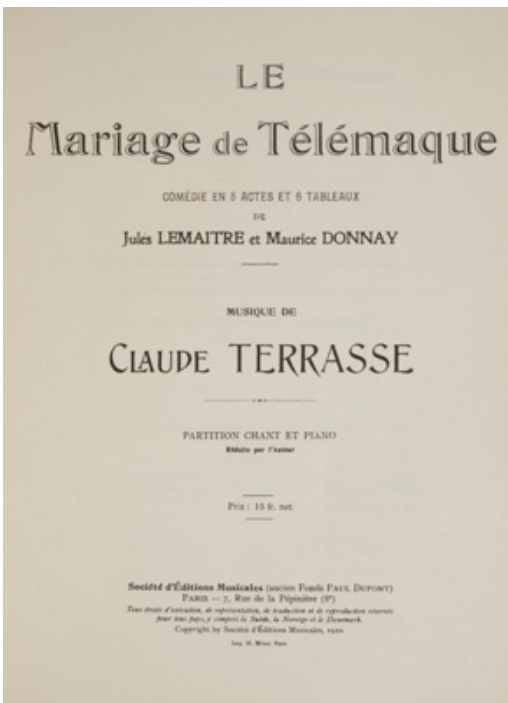 LE
Mariage de Télémaque
COMÉDIE EN 5 ACTES ET 6 TABLEAUX
DE
Jules LEMAITRE et Maurice DONNAY
MUSIQUE DE
CLAUDE TERRASSE
PARTITION CHANT ET PIANO
Réduite par l'Auteur
Prix : 15 fr. net
Société d'Éditions Musicales (ancien Fonds PAUL DUPONT)
PARIS — 7, Rue de la Pépinière (8e)
Tous droits d'exécution, de représentation, de traduction et de reproduction réservés
pour tous pays, y compris la Suède, la Norvège et le Danemark.
Copyright by Société d'Éditions Musicales, 1910.
Imp. H. Minot, Paris